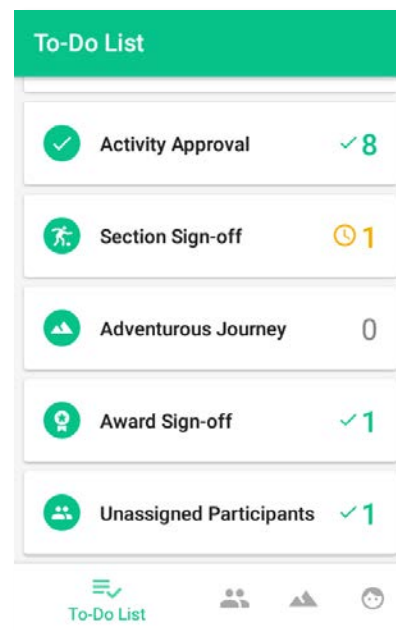 To-Do List
Activity Approval 8
Section Sign-off 1
Adventurous Journey 0
Award Sign-off 1
Unassigned Participants 1
To-Do List